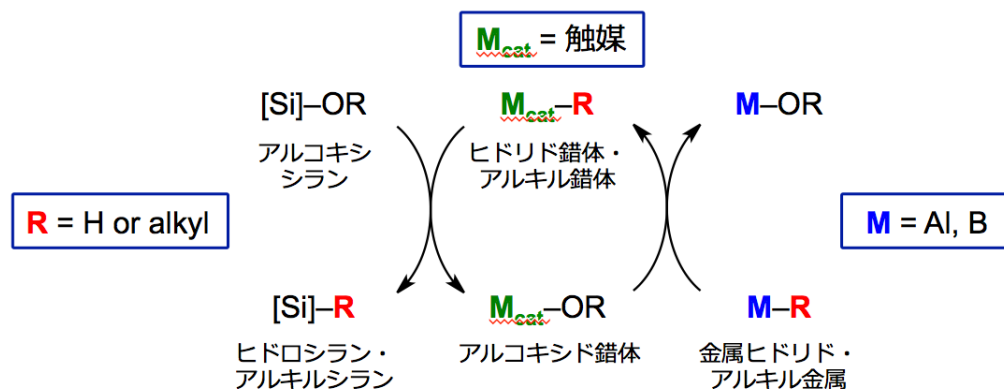 Mcat = 触媒
[Si]–OR
Mcat–R
M–OR
アルコキシ
シラン
ヒドリド錯体・
アルキル錯体
R = H or alkyl
M = Al, B
[Si]–R
Mcat–OR
M–R
ヒドロシラン・
アルキルシラン
アルコキシド錯体
金属ヒドリド・
アルキル金属